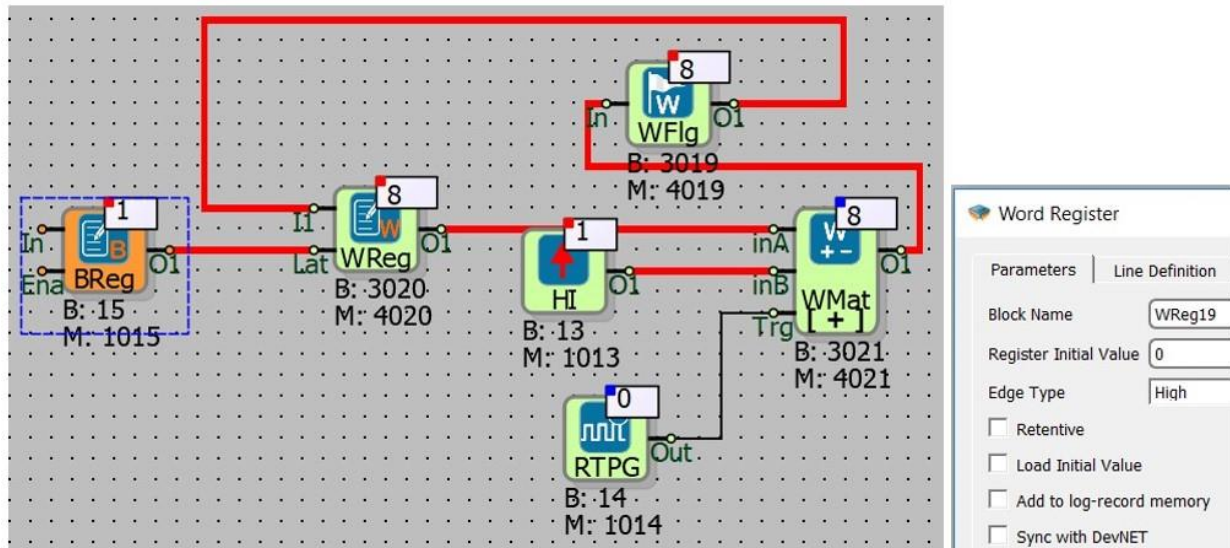 8
W
In
O1
WFlg
B: 3019
M: 4019
1
In
B
O1
Ena
BReg
B: 15
M: 1015
8
I1
W
O1
Lat
WReg
B: 3020
M: 4020
1
HI
O1
B: 13
M: 1013
8
inA
W
+ -
O1
inB
WMat
Trg
[ + ]
B: 3021
M: 4021
0
Out
RTPG
B: 14
M: 1014
Word Register
Parameters
Line Definition
Block Name
WReg19
Register Initial Value
0
Edge Type
High
Retentive
Load Initial Value
Add to log-record memory
Sync with DevNET